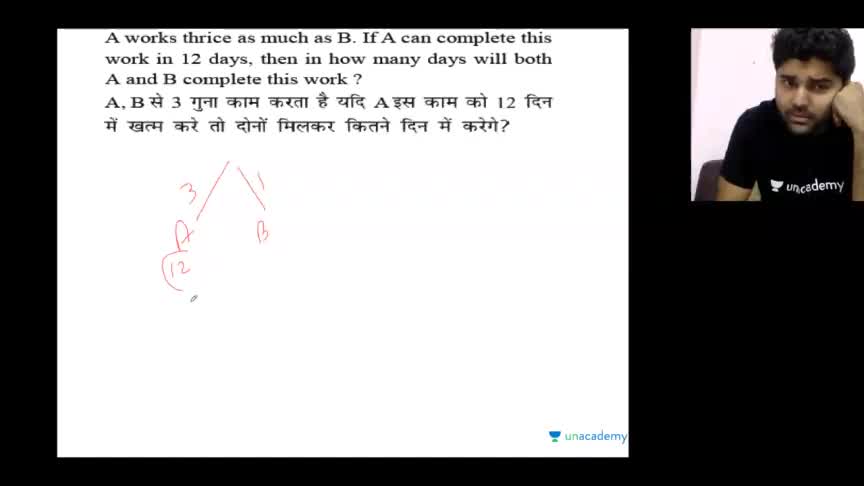 A works thrice as much as B. If A can complete this
work in 12 days, then in how many days will both
A and B complete this work ?
A, B से 3 गुना काम करता है यदि A इस काम को 12 दिन
में खत्म करे तो दोनों मिलकर कितने दिन में करेगे?
3 1
A B
12
unacademy
unacademy